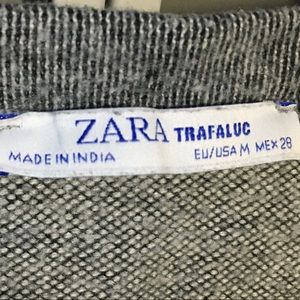 ZARA TRAFALUC
MADE IN INDIA EU/USA M MEX 28